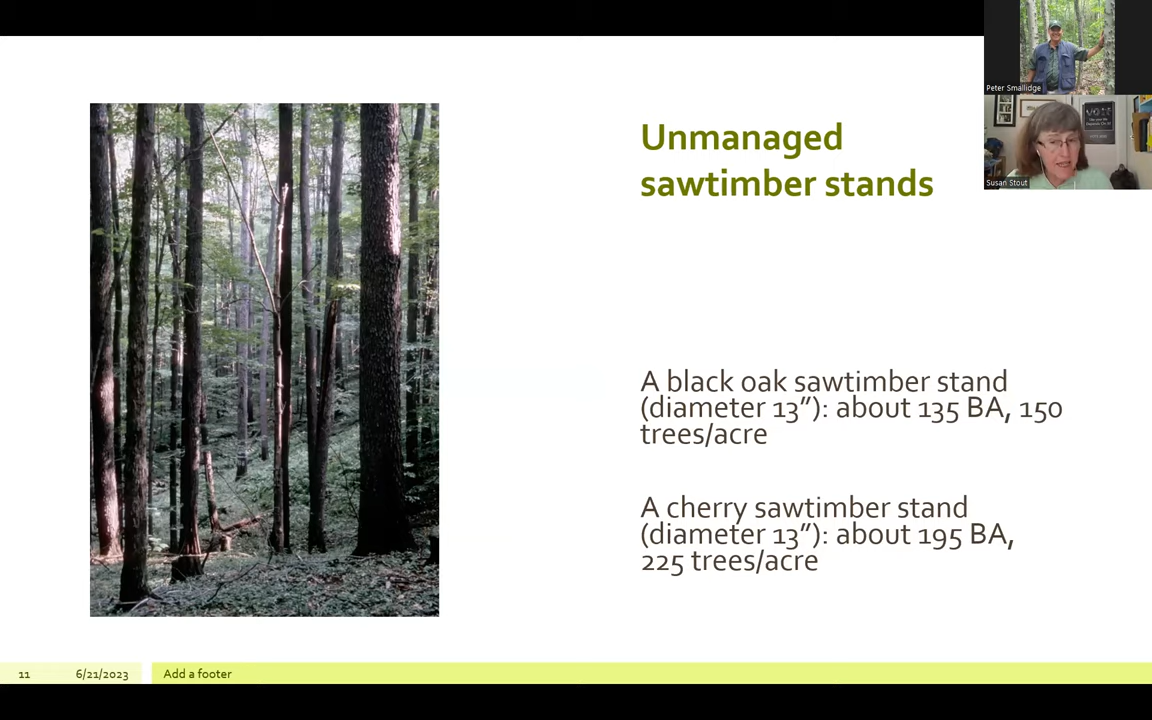 Unmanaged
sawtimber stands
A black oak sawtimber stand
(diameter 13”): about 135 BA, 150
trees/acre
A cherry sawtimber stand
(diameter 13”): about 195 BA,
225 trees/acre
11 6/21/2023 Add a footer
Peter Smallidge
VOTE
Susan Stout